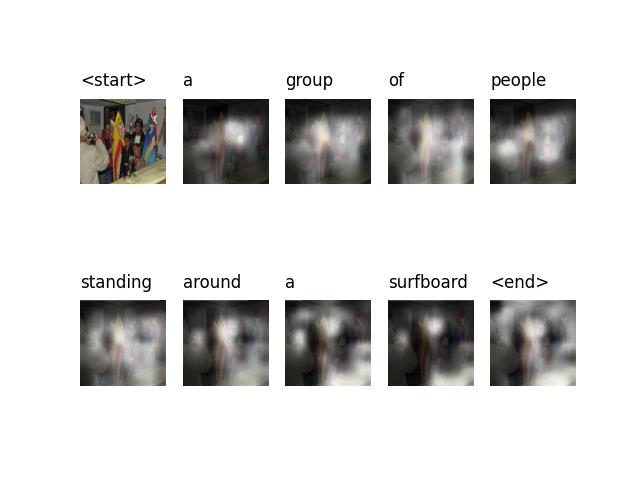 <start> a group of people
standing around a surfboard <end>